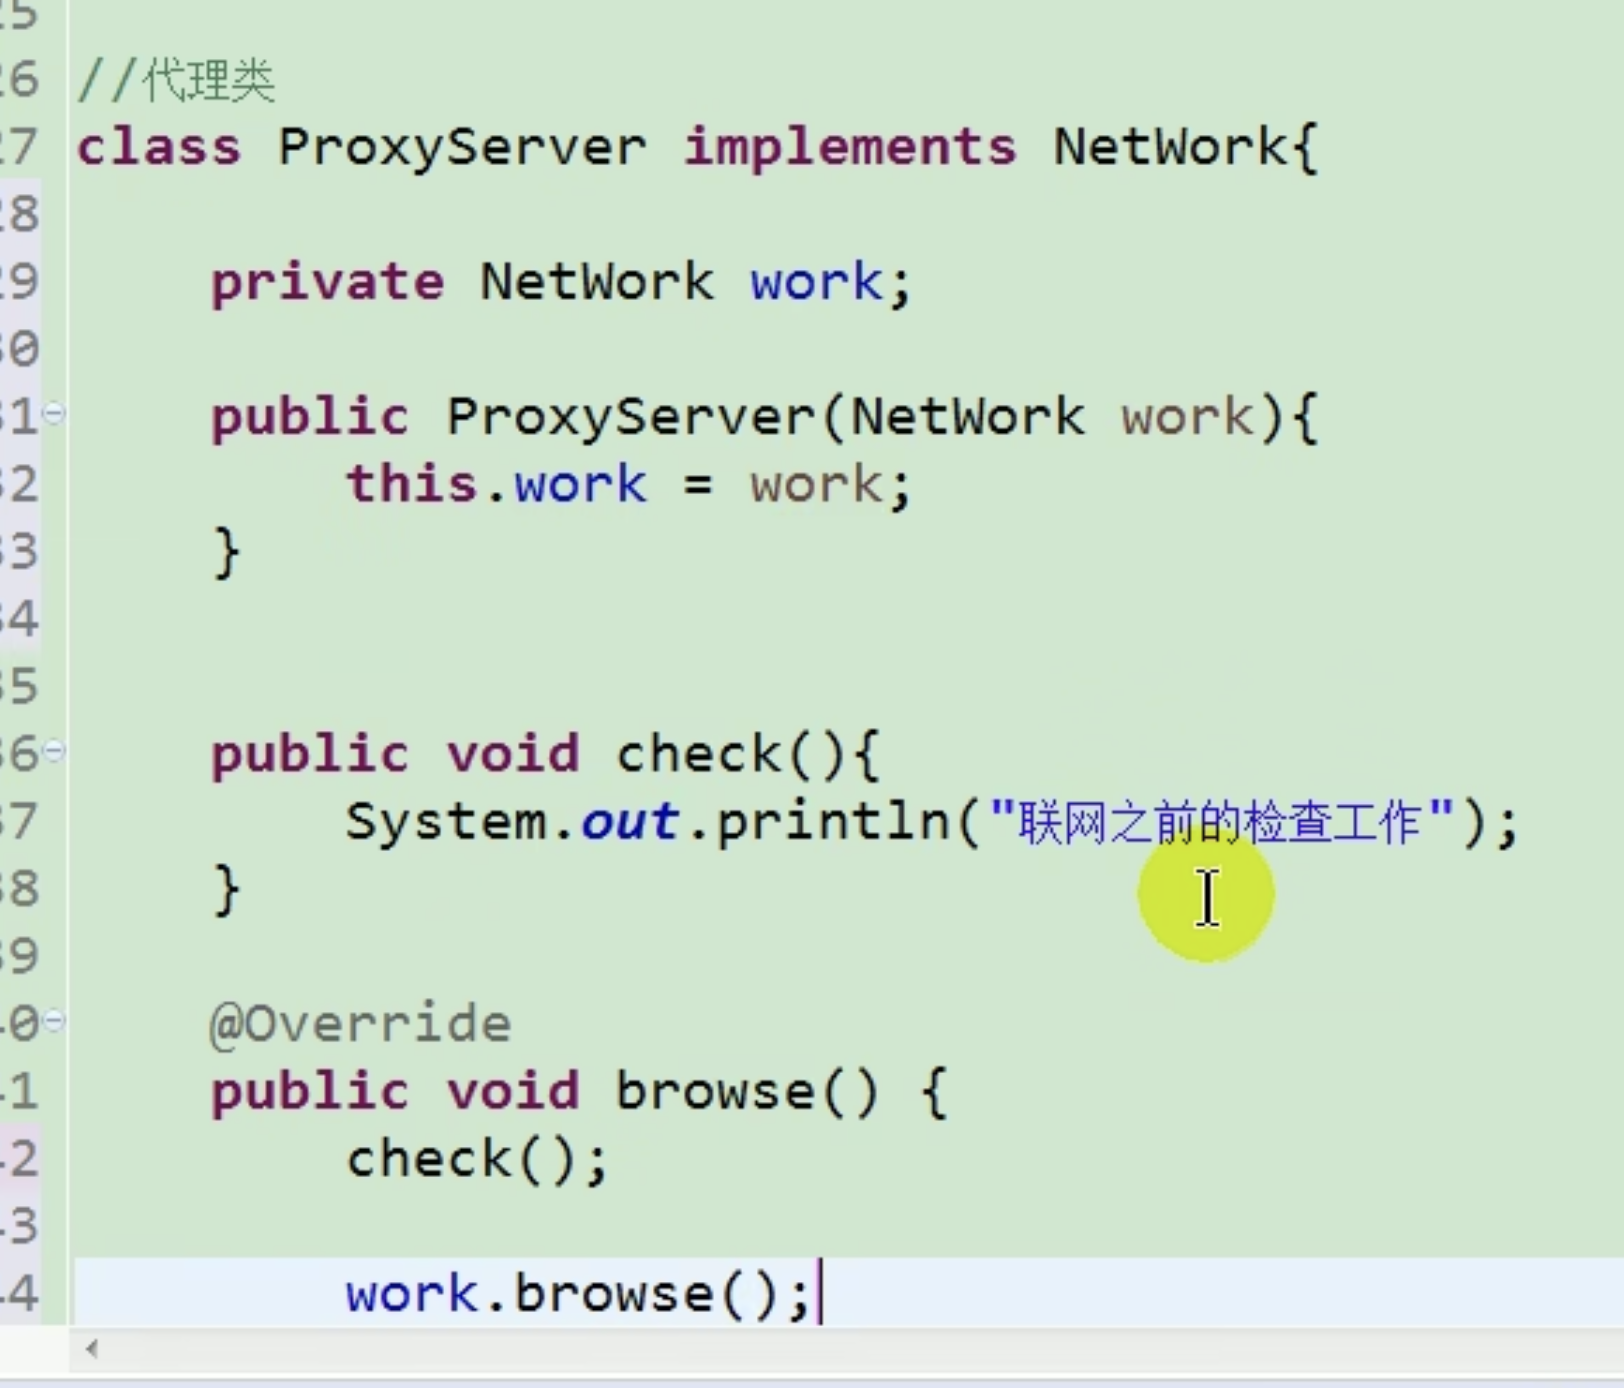 25
26 //代理类
27 class ProxyServer implements NetWork{
28
29 private NetWork work;
30
31 public ProxyServer(NetWork work){
32 this.work = work;
33 }
34
35
36 public void check(){
37 System.out.println("联网之前的检查工作");
38 }
39
40 @Override
41 public void browse() {
42 check();
43
44 work.browse();